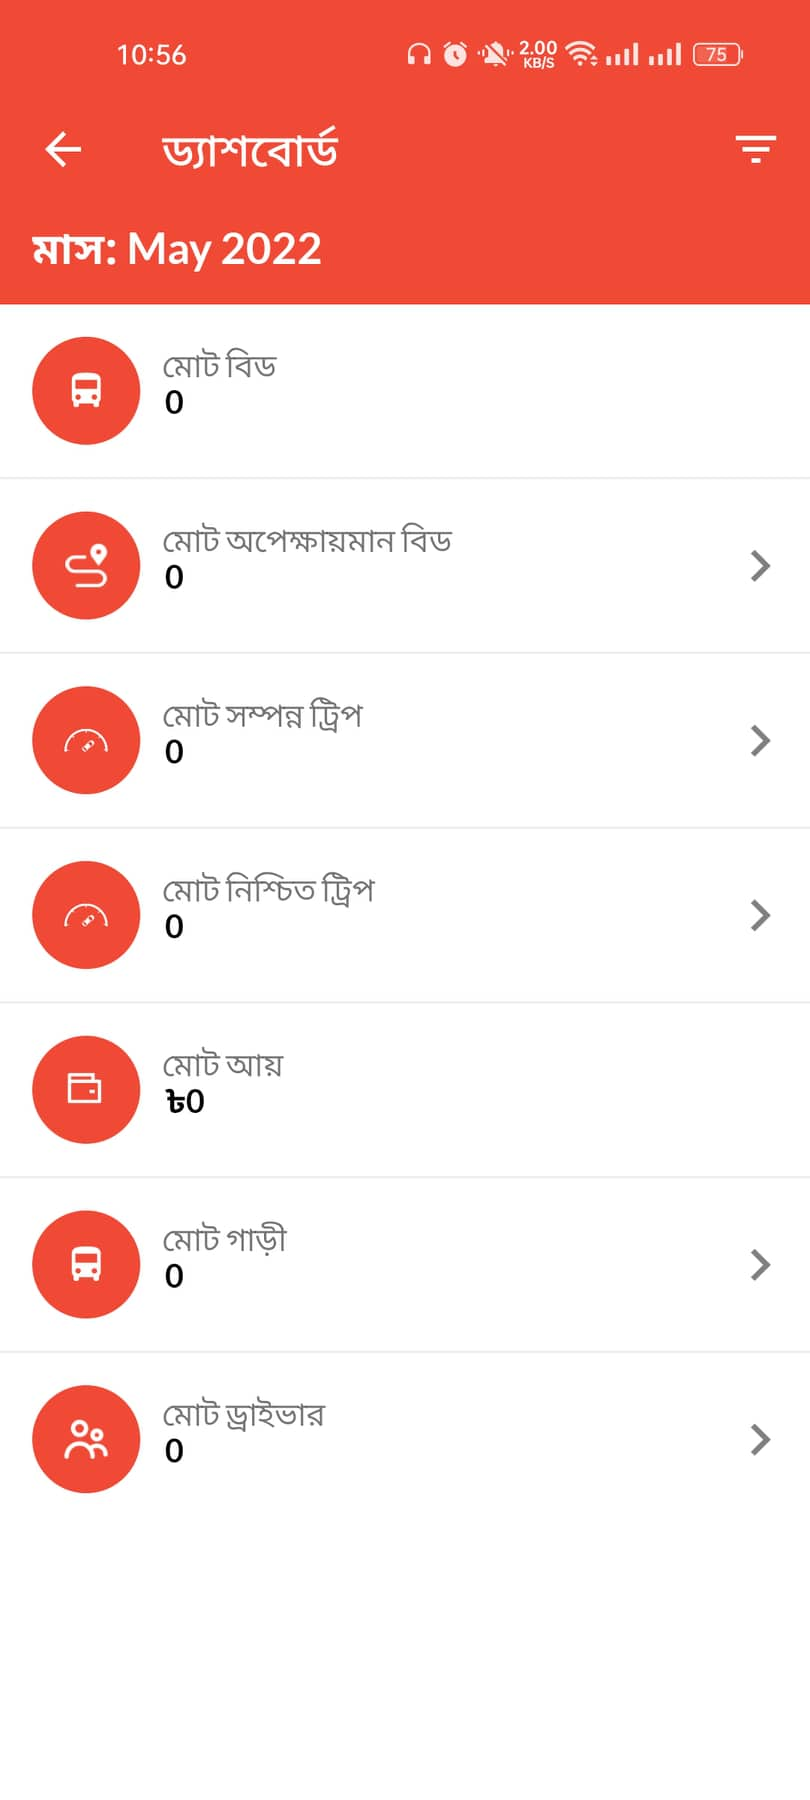 10:56
2.00
KB/S
75
ড্যাশবোর্ড
মাস: May 2022
মোট বিড
0
মোট অপেক্ষায়মান বিড
0
মোট সম্পন্ন ট্রিপ
0
মোট নিশ্চিত ট্রিপ
0
মোট আয়
৳0
মোট গাড়ী
0
মোট ড্রাইভার
0